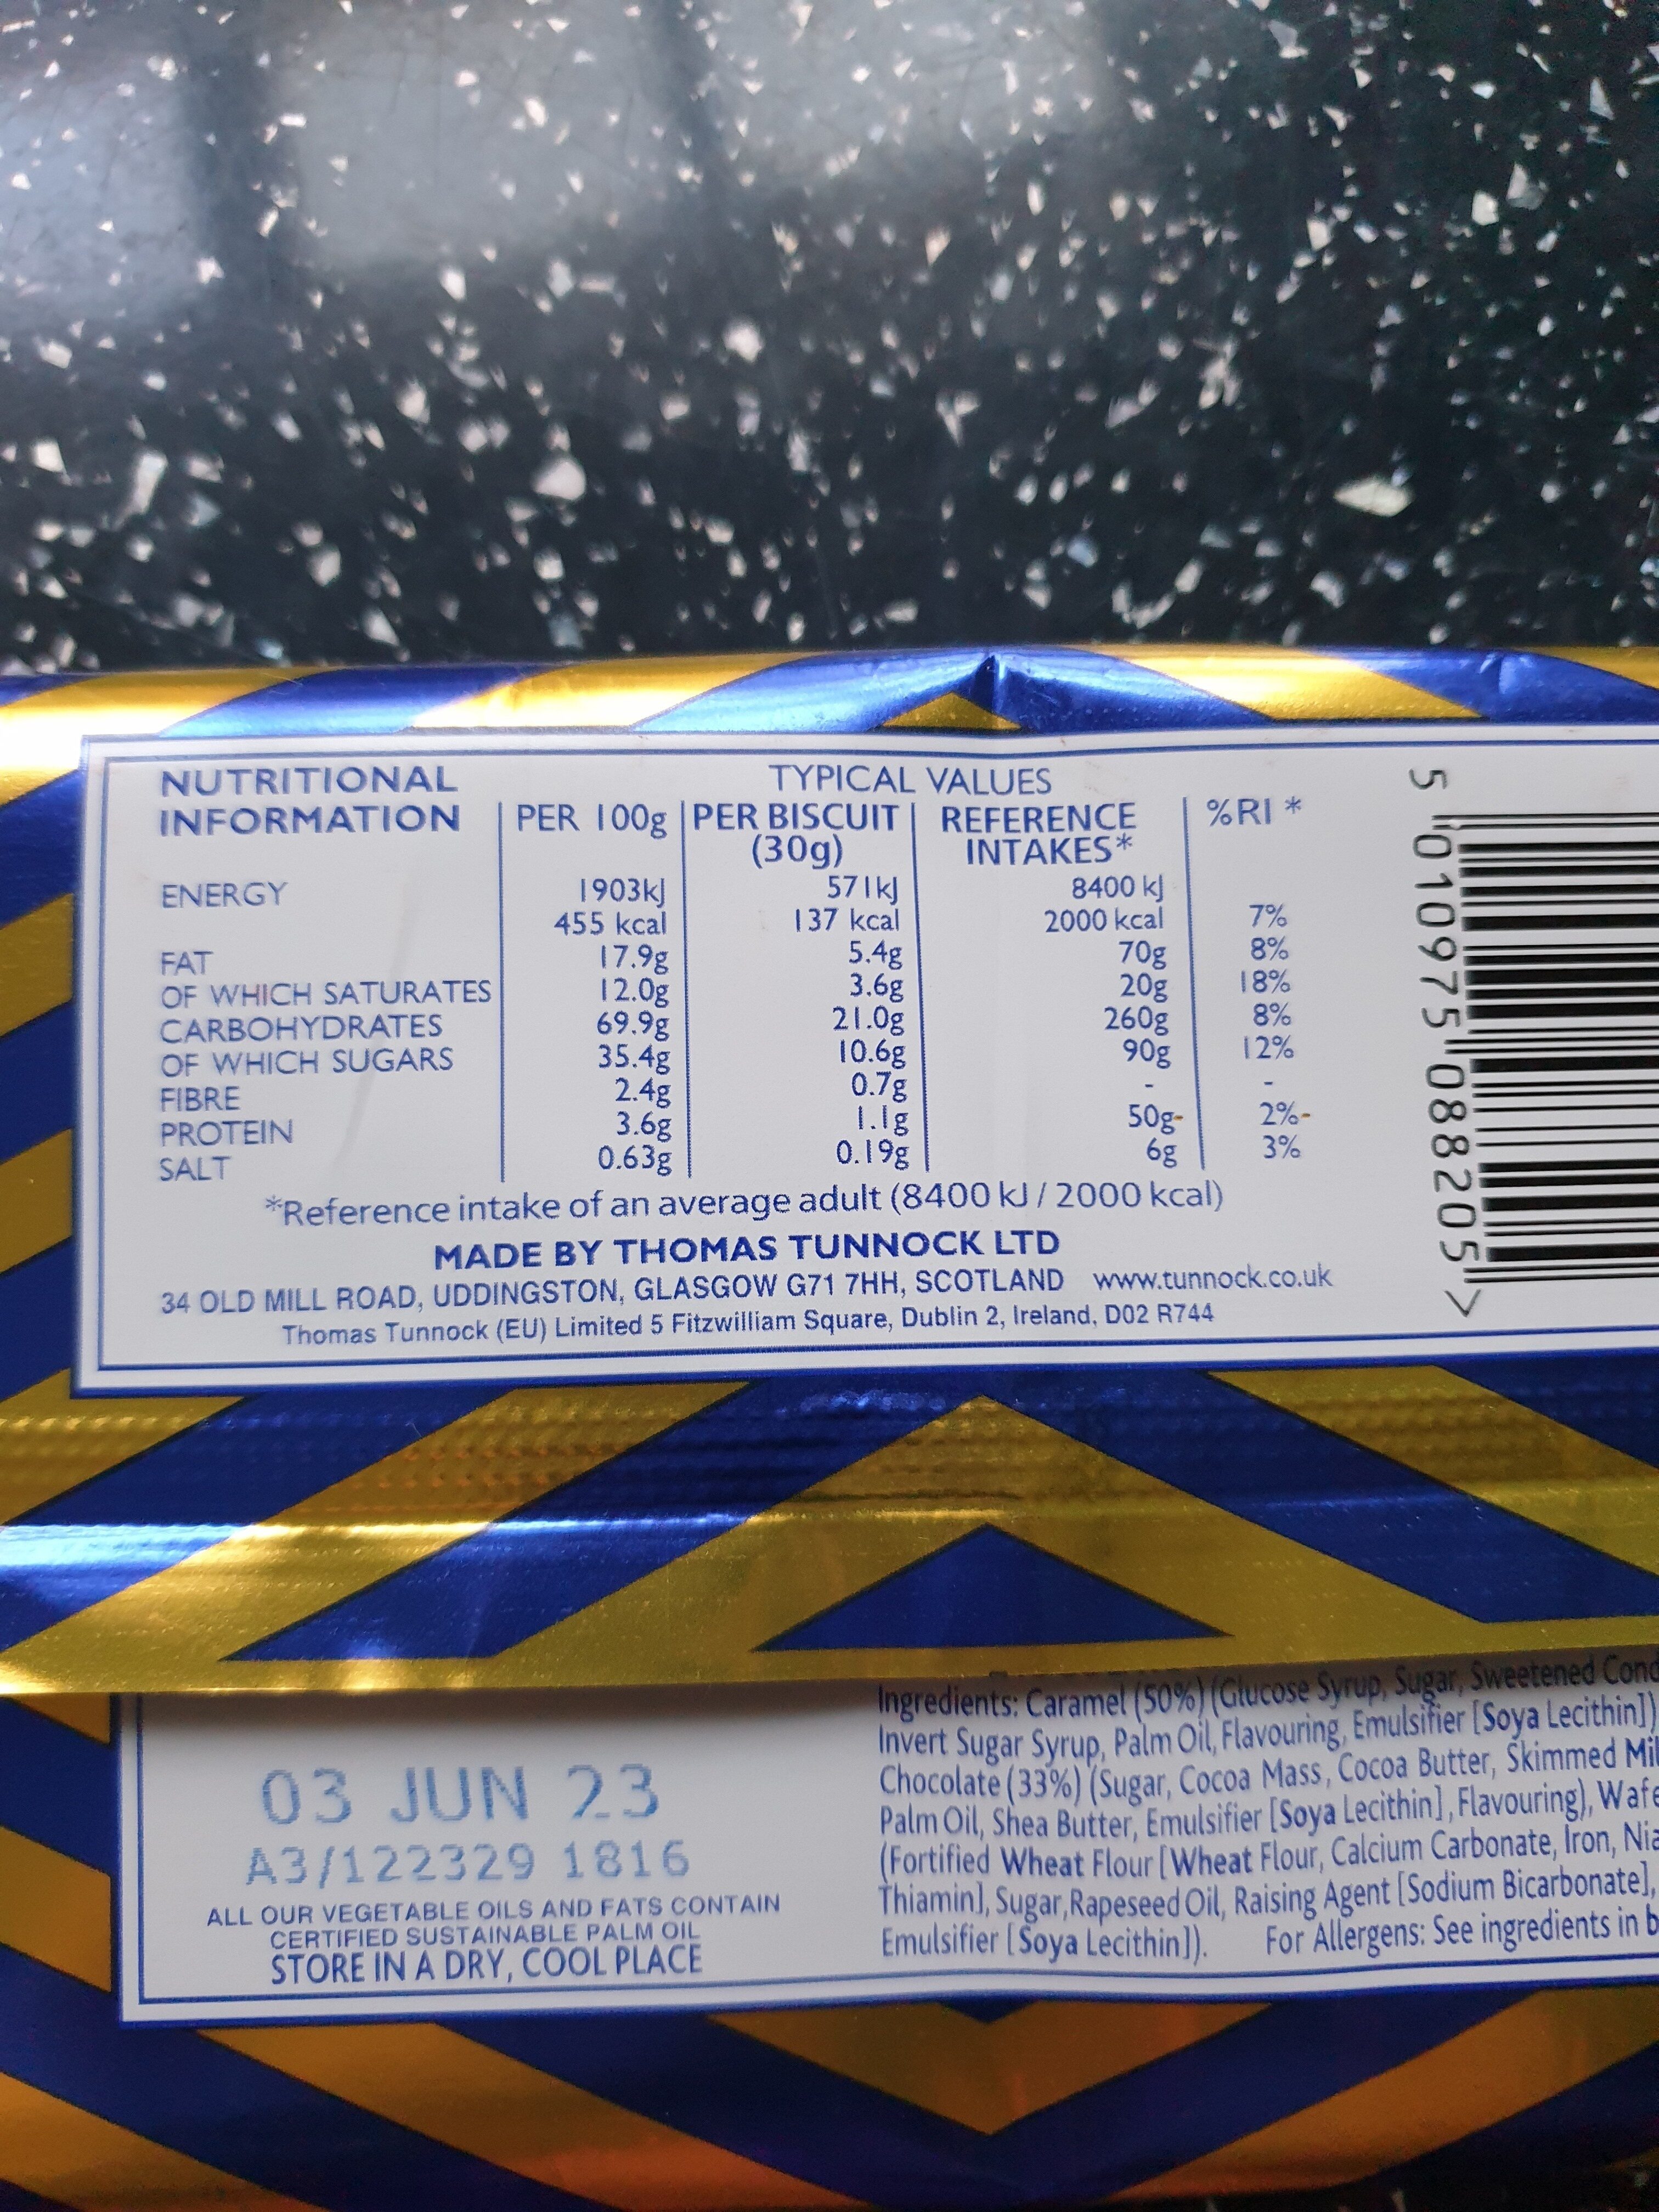 NUTRITIONAL INFORMATION
TYPICAL VALUES
PER 100g PER BISCUIT (30g) REFERENCE INTAKES* %RI *
ENERGY 1903kJ 571kJ 8400 kJ
455 kcal 137 kcal 2000 kcal 7%
FAT 17.9g 5.4g 70g 8%
OF WHICH SATURATES 12.0g 3.6g 20g 18%
CARBOHYDRATES 69.9g 21.0g 260g 8%
OF WHICH SUGARS 35.4g 10.6g 90g 12%
FIBRE 2.4g 0.7g - -
PROTEIN 3.6g 1.1g 50g- 2%-
SALT 0.63g 0.19g 6g 3%
*Reference intake of an average adult (8400 kJ / 2000 kcal)
MADE BY THOMAS TUNNOCK LTD
34 OLD MILL ROAD, UDDINGSTON, GLASGOW G71 7HH, SCOTLAND www.tunnock.co.uk
Thomas Tunnock (EU) Limited 5 Fitzwilliam Square, Dublin 2, Ireland, D02 R744
5 010975 088205 >
03 JUN 23
A3/122329 1816
ALL OUR VEGETABLE OILS AND FATS CONTAIN
CERTIFIED SUSTAINABLE PALM OIL
STORE IN A DRY, COOL PLACE
Ingredients: Caramel (50%) (Glucose Syrup, Sugar, Sweetened Cond
Invert Sugar Syrup, Palm Oil, Flavouring, Emulsifier [Soya Lecithin])
Chocolate (33%) (Sugar, Cocoa Mass, Cocoa Butter, Skimmed Mil
Palm Oil, Shea Butter, Emulsifier [Soya Lecithin], Flavouring), Wafe
(Fortified Wheat Flour [Wheat Flour, Calcium Carbonate, Iron, Nia
Thiamin], Sugar, Rapeseed Oil, Raising Agent [Sodium Bicarbonate],
Emulsifier [Soya Lecithin]). For Allergens: See ingredients in b